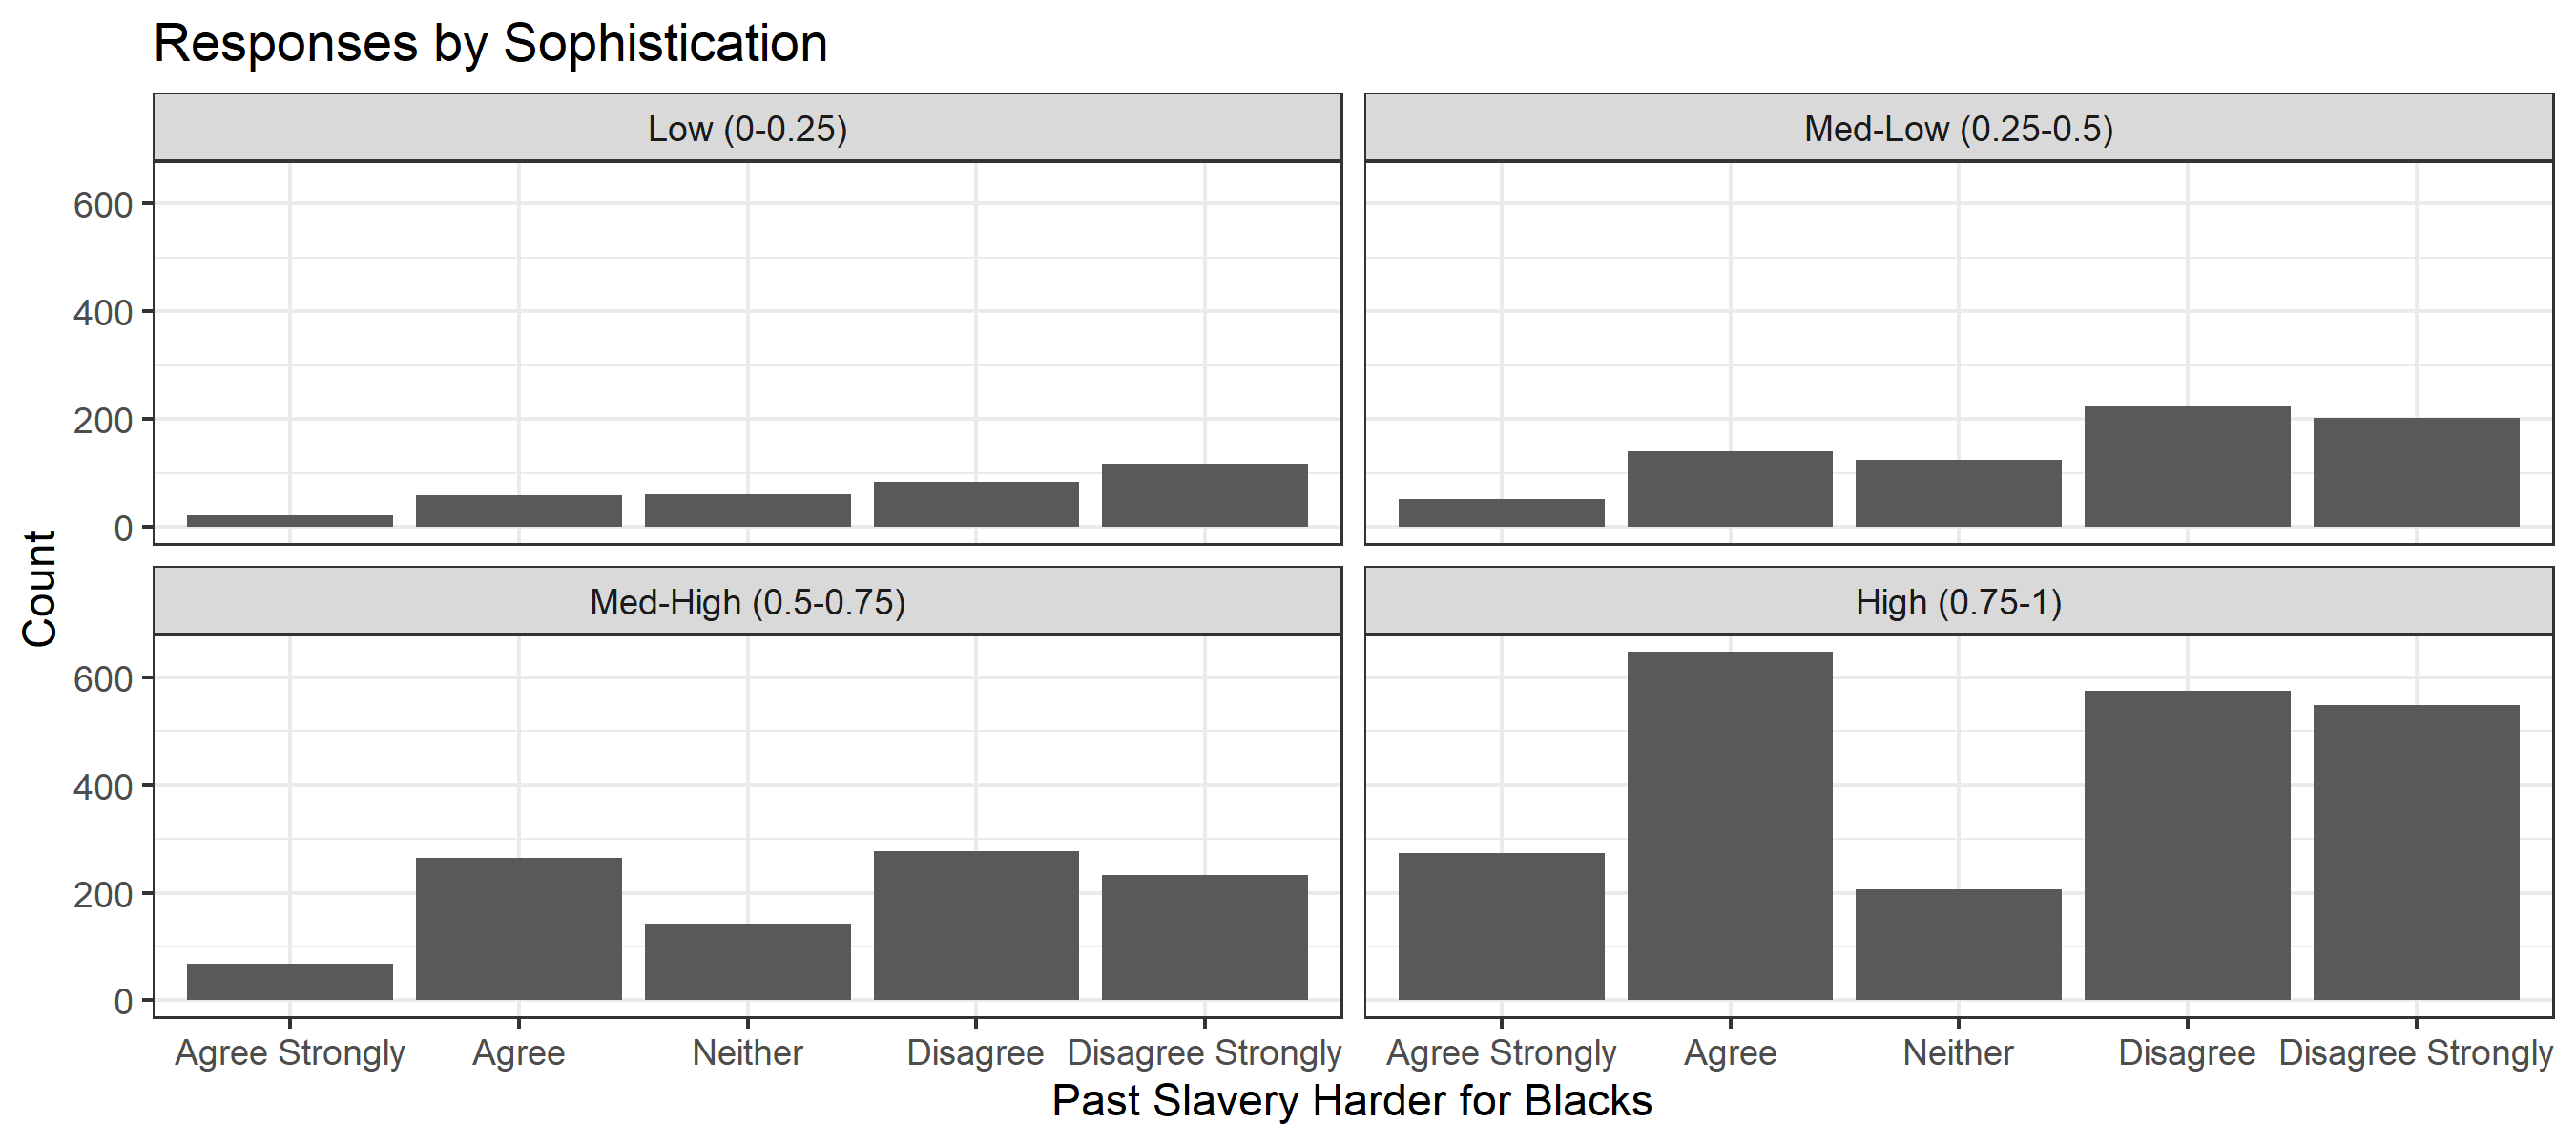 Responses by Sophistication
Low (0-0.25)
Med-Low (0.25-0.5)
600
400
200
0
Med-High (0.5-0.75)
High (0.75-1)
600
400
200
0
Count
Agree Strongly Agree Neither Disagree Disagree Strongly
Agree Strongly Agree Neither Disagree Disagree Strongly
Past Slavery Harder for Blacks